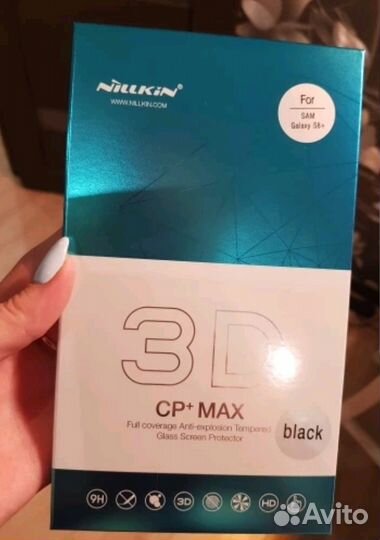 NILLKIN®
WWW.NILLKIN.COM
For
SAM
Galaxy S8+
3D
CP+ MAX
Full coverage Anti-explosion Tempered
Glass Screen Protector
black
9H
3D
HD
Avito